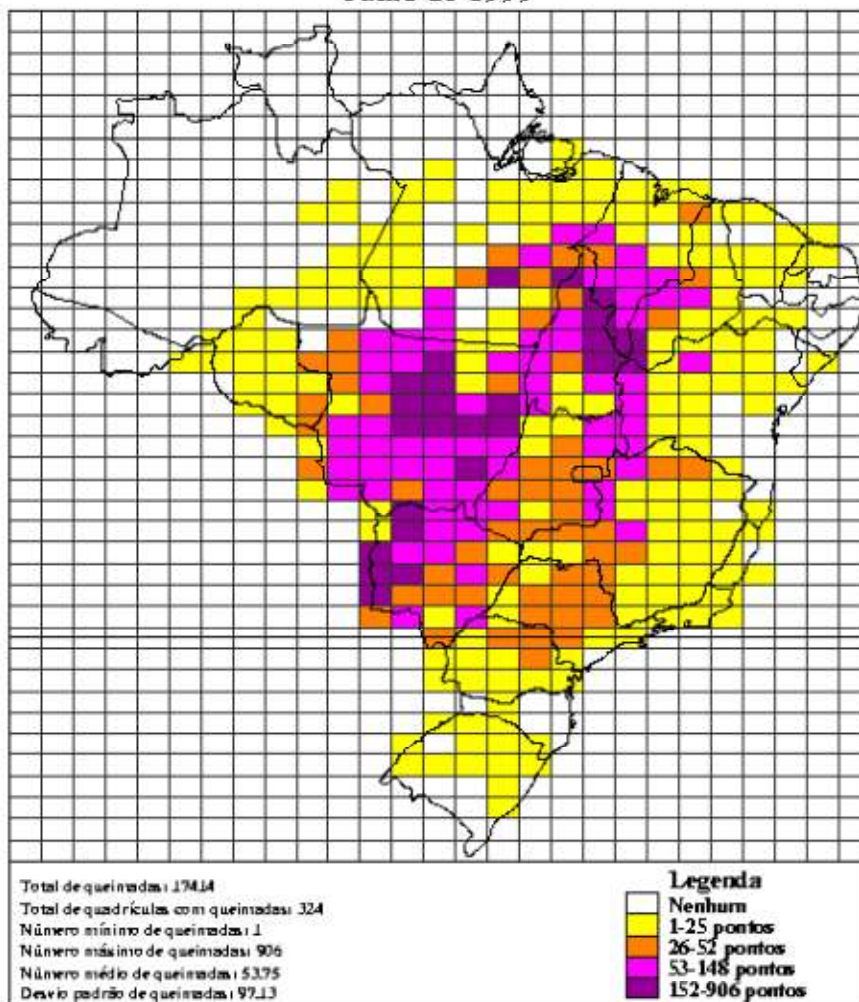 Total de queimadas: 17414
Total de quadrículas com queimadas: 324
Número mínimo de queimadas: 1
Número máximo de queimadas: 906
Número médio de queimadas: 53.75
Desvio padrão de queimadas: 97.13
Legenda
Nenhum
1-25 pontos
26-52 pontos
53-148 pontos
152-906 pontos